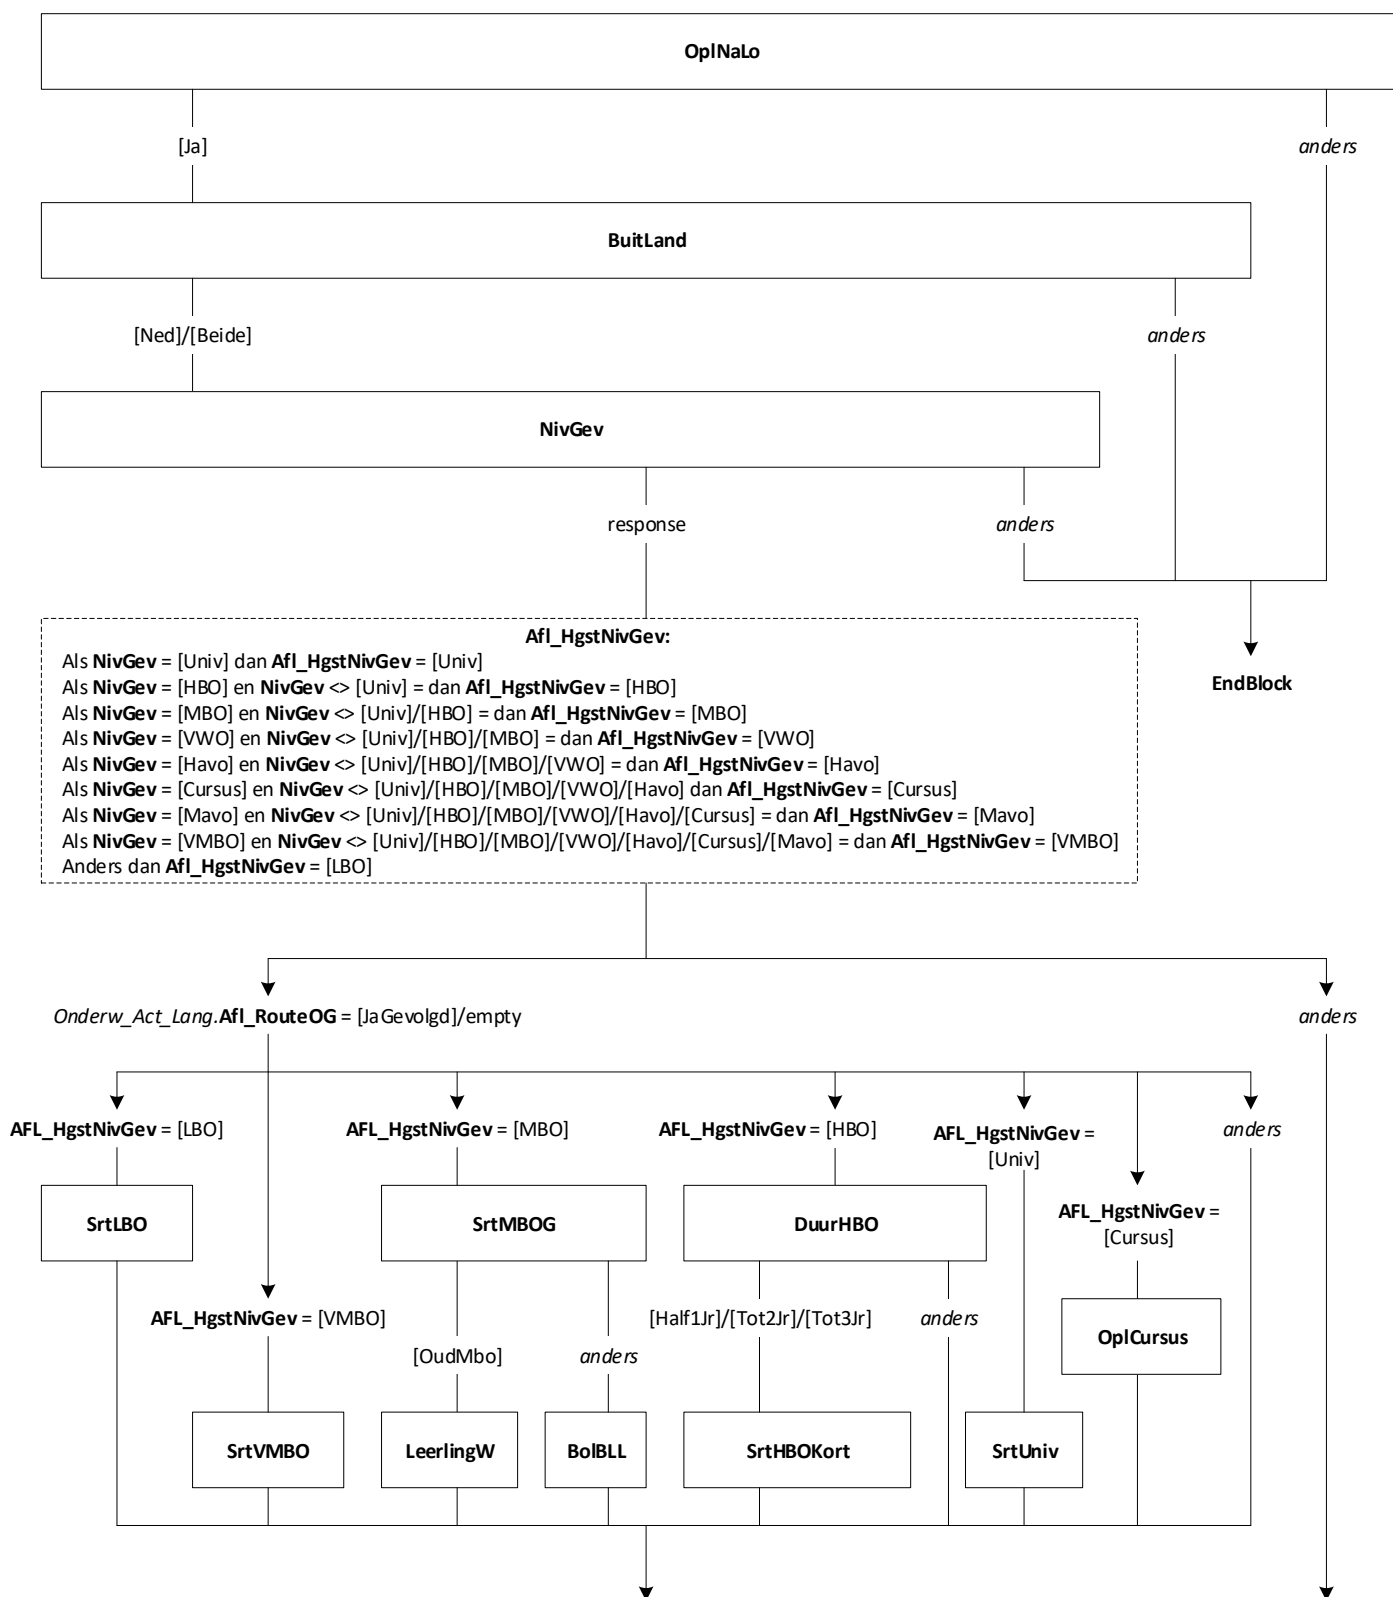 OplNaLo
[Ja]
anders
BuitLand
[Ned]/[Beide]
anders
NivGev
response
anders
Afl_HgstNivGev:
Als NivGev = [Univ] dan Afl_HgstNivGev = [Univ]
Als NivGev = [HBO] en NivGev <> [Univ] = dan Afl_HgstNivGev = [HBO]
Als NivGev = [MBO] en NivGev <> [Univ]/[HBO] = dan Afl_HgstNivGev = [MBO]
Als NivGev = [VWO] en NivGev <> [Univ]/[HBO]/[MBO] = dan Afl_HgstNivGev = [VWO]
Als NivGev = [Havo] en NivGev <> [Univ]/[HBO]/[MBO]/[VWO] = dan Afl_HgstNivGev = [Havo]
Als NivGev = [Cursus] en NivGev <> [Univ]/[HBO]/[MBO]/[VWO]/[Havo] dan Afl_HgstNivGev = [Cursus]
Als NivGev = [Mavo] en NivGev <> [Univ]/[HBO]/[MBO]/[VWO]/[Havo]/[Cursus] = dan Afl_HgstNivGev = [Mavo]
Als NivGev = [VMBO] en NivGev <> [Univ]/[HBO]/[MBO]/[VWO]/[Havo]/[Cursus]/[Mavo] = dan Afl_HgstNivGev = [VMBO]
Anders dan Afl_HgstNivGev = [LBO]
EndBlock
Onderw_Act_Lang.Afl_RouteOG = [JaGevolgd]/empty
anders
AFL_HgstNivGev = [LBO]
AFL_HgstNivGev = [MBO]
AFL_HgstNivGev = [HBO]
AFL_HgstNivGev =
[Univ]
anders
SrtLBO
SrtMBOG
DuurHBO
AFL_HgstNivGev =
[Cursus]
AFL_HgstNivGev = [VMBO]
[OudMbo]
anders
[Half1Jr]/[Tot2Jr]/[Tot3Jr]
anders
OplCursus
SrtVMBO
LeerlingW
BolBLL
SrtHBOKort
SrtUniv